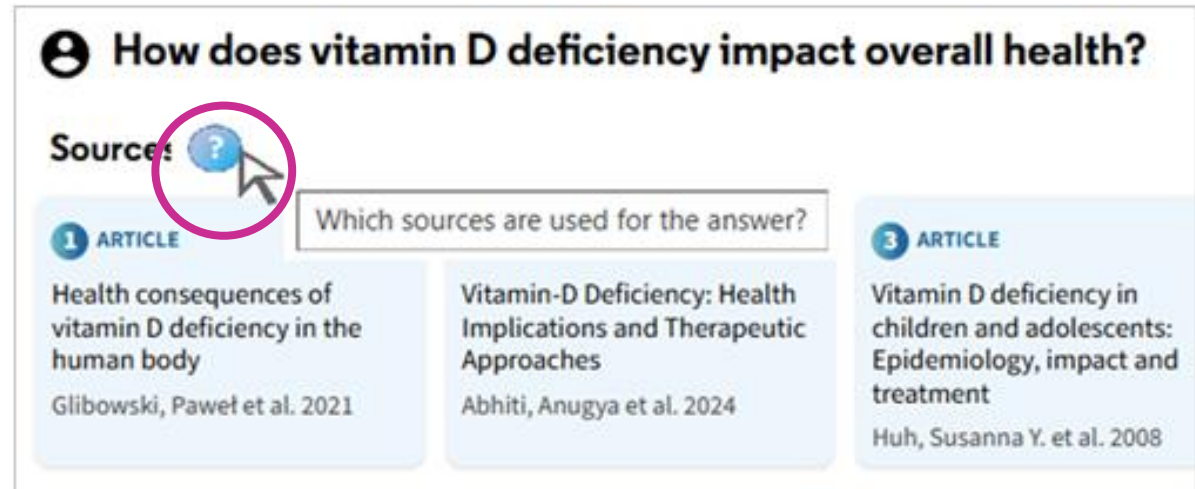 How does vitamin D deficiency impact overall health?
Sources ?
Which sources are used for the answer?
1 ARTICLE
Health consequences of
vitamin D deficiency in the
human body
Glibowski, Paweł et al. 2021
Vitamin-D Deficiency: Health
Implications and Therapeutic
Approaches
Abhiti, Anugya et al. 2024
3 ARTICLE
Vitamin D deficiency in
children and adolescents:
Epidemiology, impact and
treatment
Huh, Susanna Y. et al. 2008